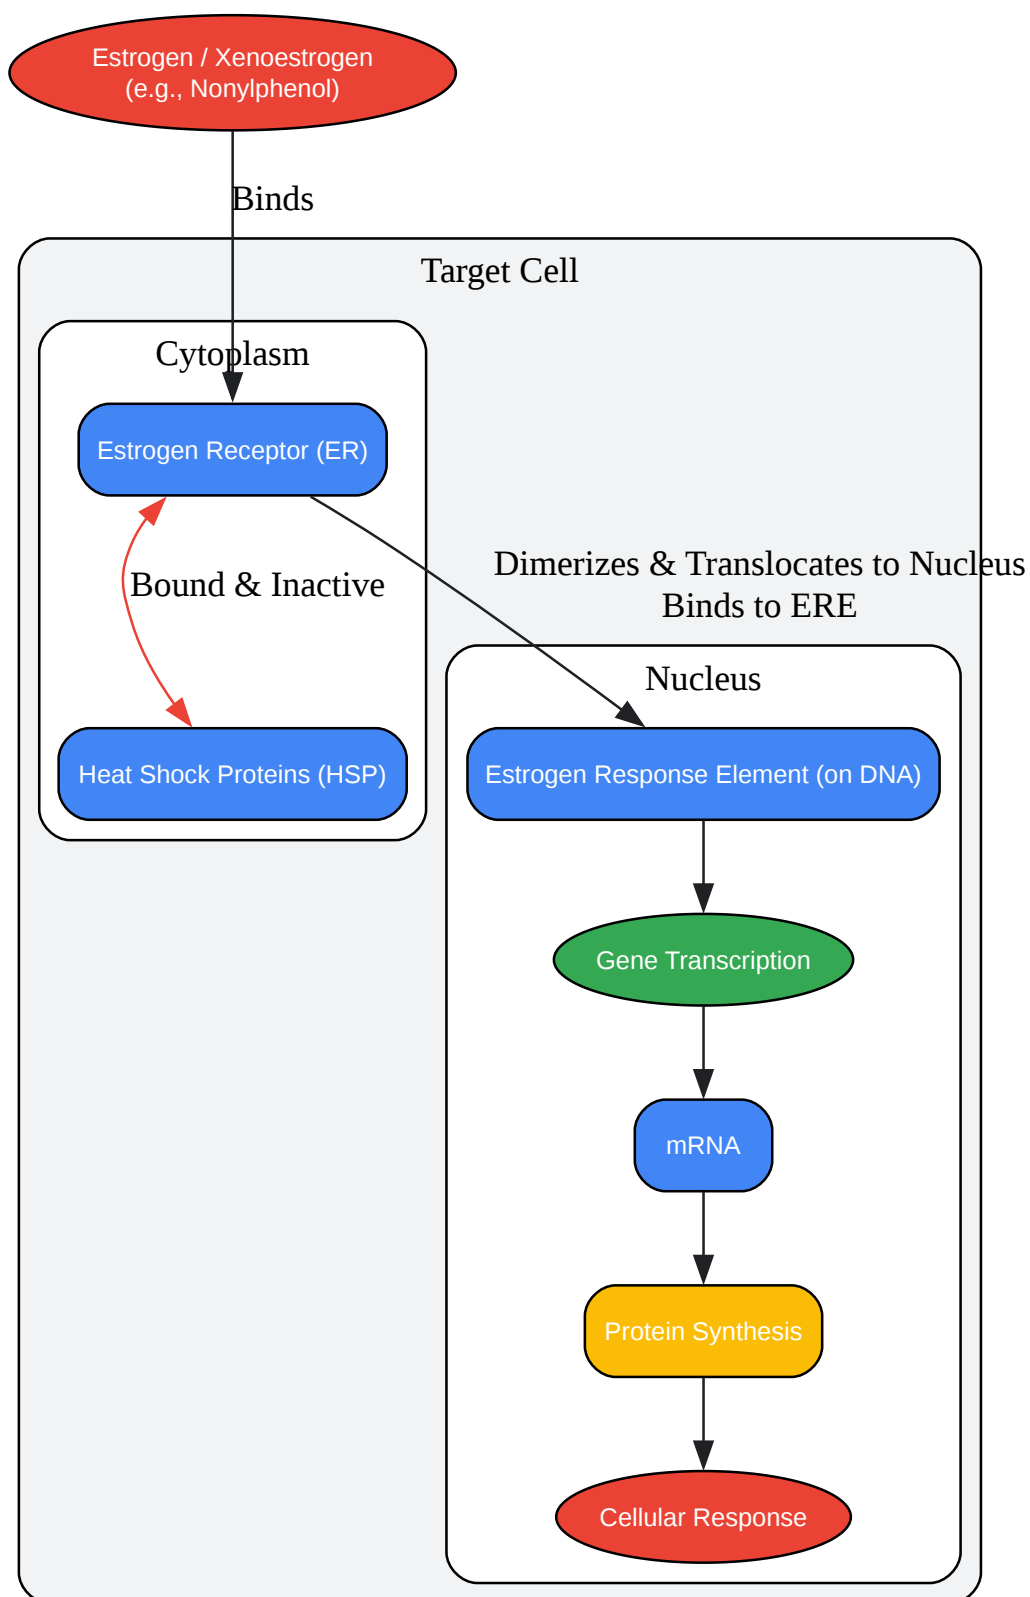 Estrogen / Xenoestrogen
(e.g., Nonylphenol)
Binds
Target Cell
Cytoplasm
Estrogen Receptor (ER)
Dimerizes & Translocates to Nucleus
Binds to ERE
Bound & Inactive
Nucleus
Heat Shock Proteins (HSP)
Estrogen Response Element (on DNA)
Gene Transcription
mRNA
Protein Synthesis
Cellular Response